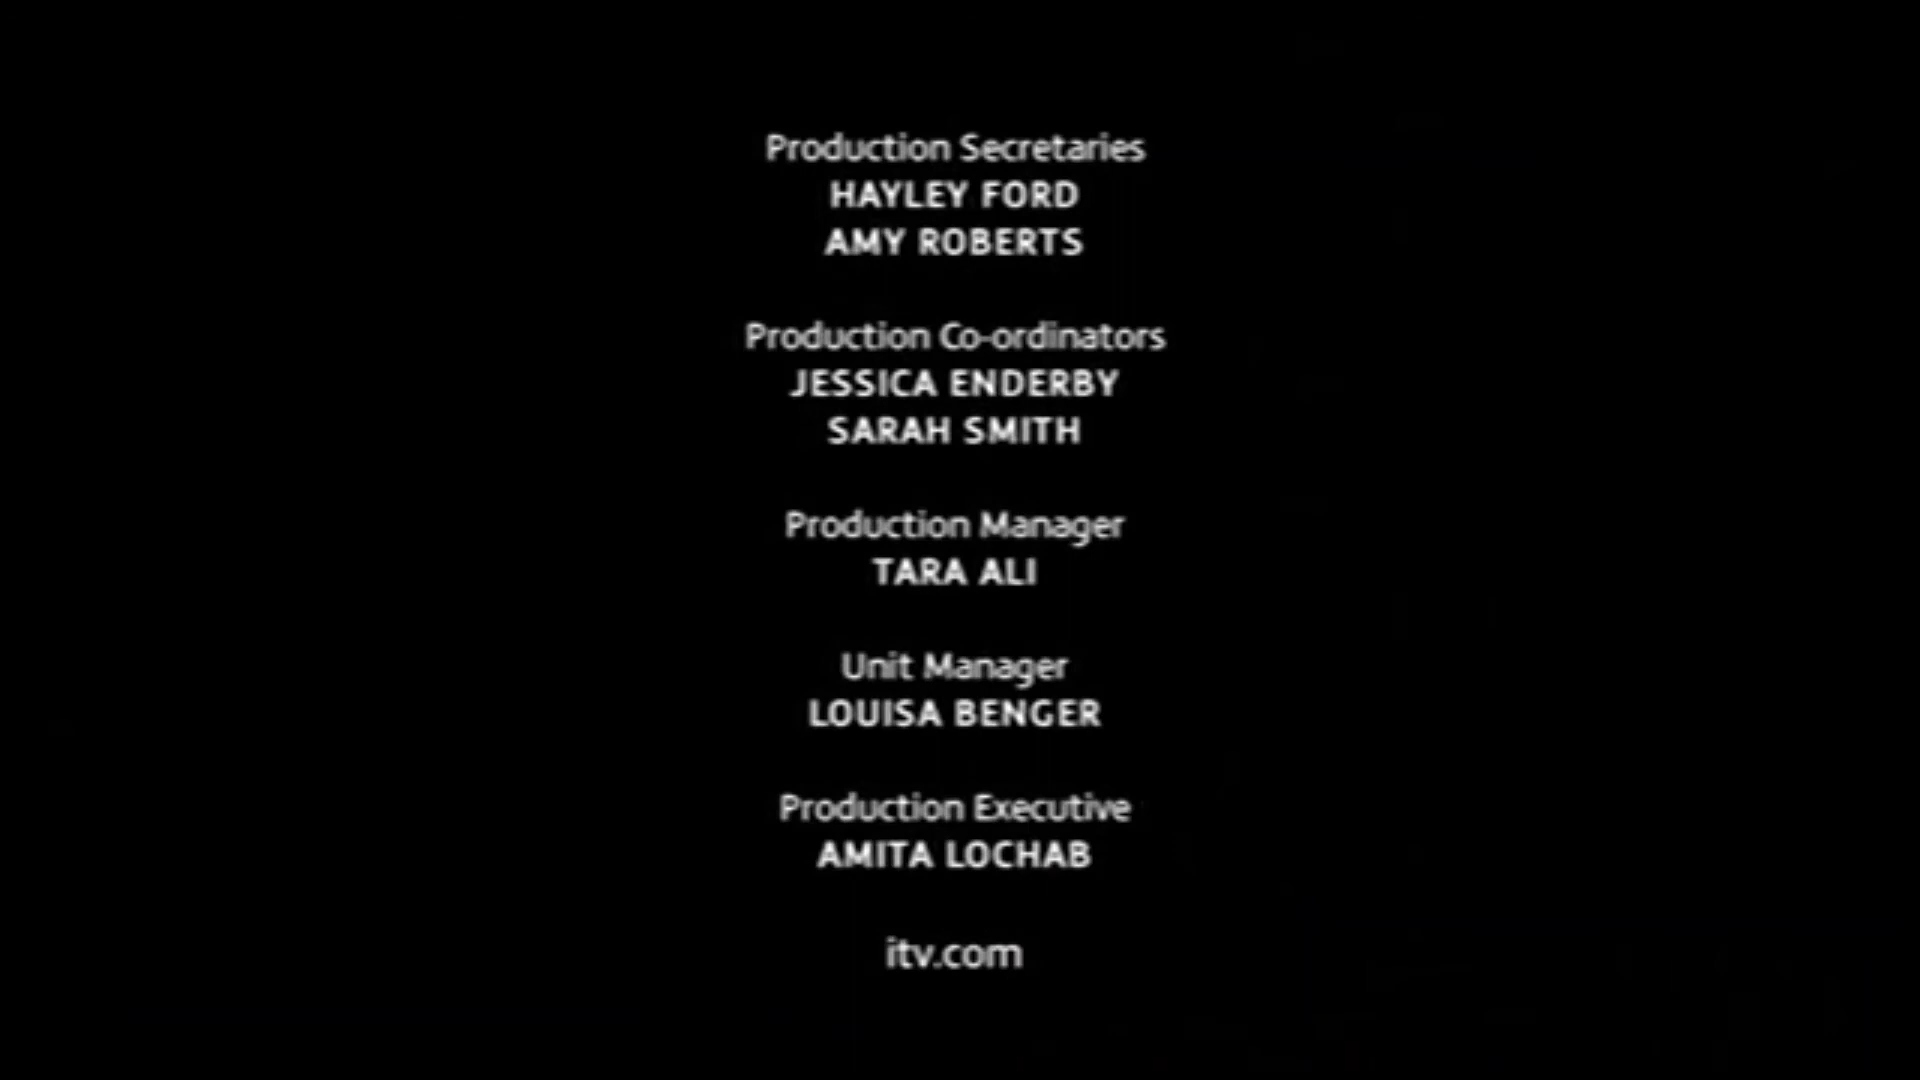 Production Secretaries
HAYLEY FORD
AMY ROBERTS
Production Co-ordinators
JESSICA ENDERBY
SARAH SMITH
Production Manager
TARA ALI
Unit Manager
LOUISA BENGER
Production Executive
AMITA LOCHAB
itv.com